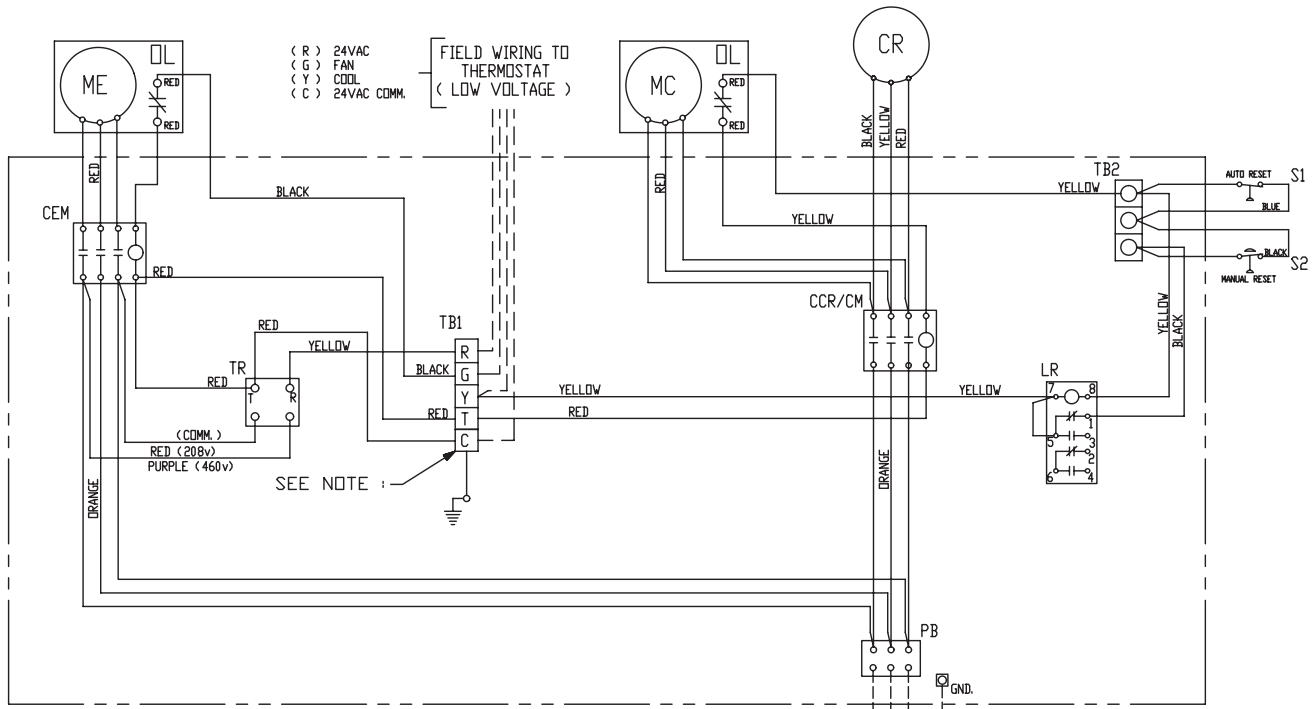 CR
OL
ME
RED
RED
( R ) 24VAC
( G ) FAN
( Y ) COOL
( C ) 24VAC COMM.
FIELD WIRING TO
THERMOSTAT
( LOW VOLTAGE )
OL
MC
RED
RED
BLACK
YELLOW
RED
RED
RED
BLACK
CEM
YELLOW
YELLOW
TB2
AUTO RESET
S1
BLUE
BLACK
S2
MANUAL RESET
RED
CCR/CM
YELLOW
BLACK
RED
TB1
YELLOW
R
TR
RED
T
R
BLACK
G
Y
YELLOW
YELLOW
RED
T
RED
C
LR
7
8
1
5
3
2
6
4
(COMM.)
RED (208v)
PURPLE (460v)
ORANGE
SEE NOTE :
ORANGE
PB
GND.